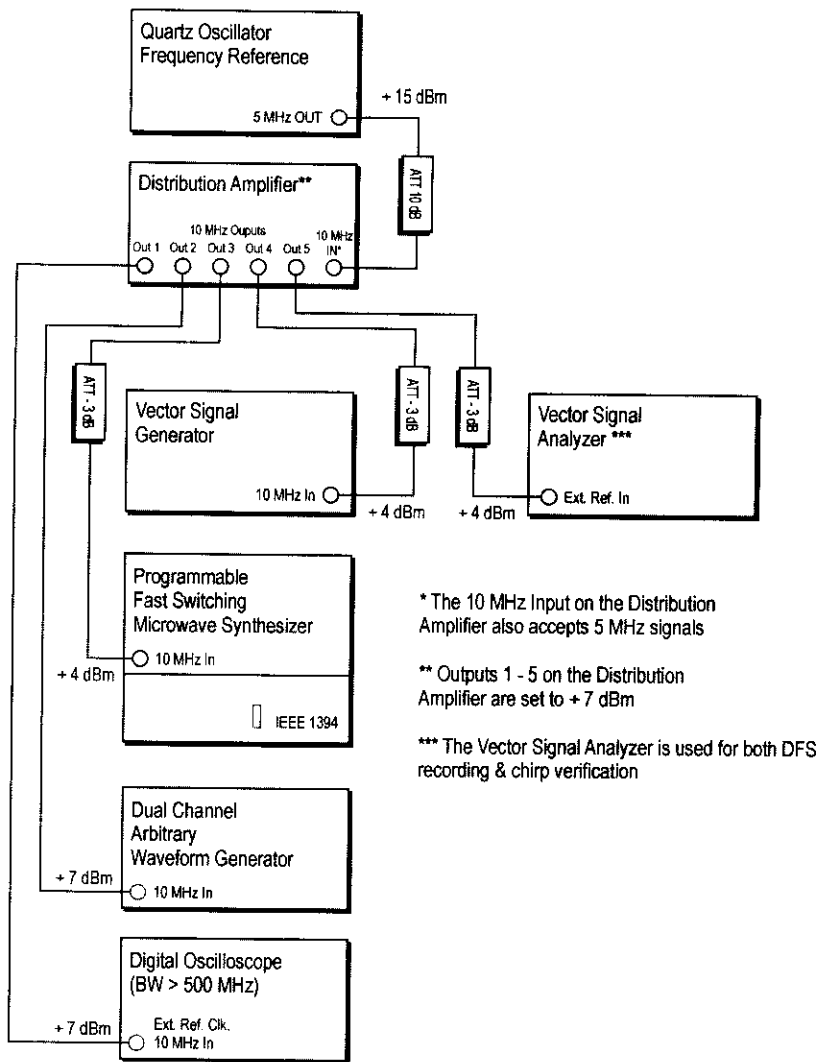 Quartz Oscillator
Frequency Reference
5 MHz OUT
+ 15 dBm
ATT 10 dB
Distribution Amplifier**
10 MHz Ouputs
Out 1
Out 2
Out 3
Out 4
Out 5
10 MHz
IN*
ATT - 3 dB
ATT - 3 dB
ATT - 3 dB
Vector Signal
Generator
10 MHz In
+ 4 dBm
Vector Signal
Analyzer ***
Ext. Ref. In
+ 4 dBm
Programmable
Fast Switching
Microwave Synthesizer
10 MHz In
+ 4 dBm
IEEE 1394
* The 10 MHz Input on the Distribution
Amplifier also accepts 5 MHz signals
** Outputs 1 - 5 on the Distribution
Amplifier are set to + 7 dBm
*** The Vector Signal Analyzer is used for both DFS
recording & chirp verification
Dual Channel
Arbitrary
Waveform Generator
+ 7 dBm
10 MHz In
Digital Oscilloscope
(BW > 500 MHz)
Ext. Ref. Clk.
+ 7 dBm
10 MHz In